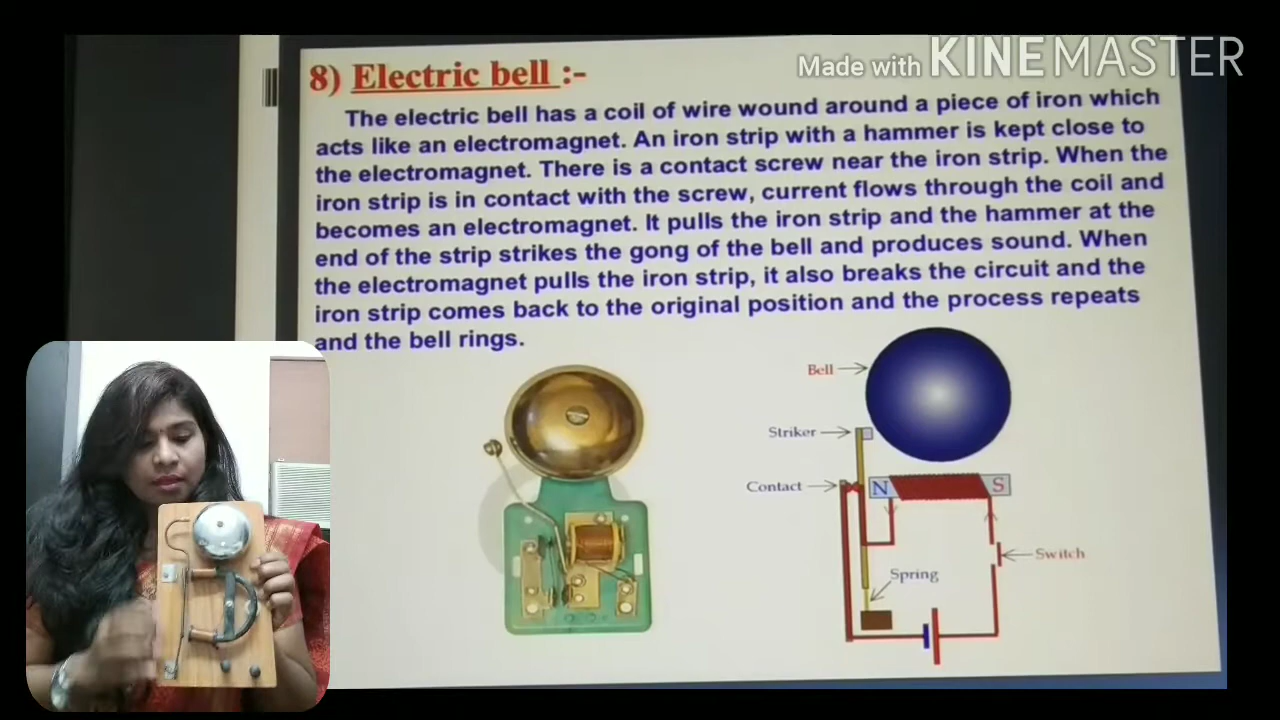 Made with KINEMASTER
8) Electric bell :-
The electric bell has a coil of wire wound around a piece of iron which
acts like an electromagnet. An iron strip with a hammer is kept close to
the electromagnet. There is a contact screw near the iron strip. When the
iron strip is in contact with the screw, current flows through the coil and
becomes an electromagnet. It pulls the iron strip and the hammer at the
end of the strip strikes the gong of the bell and produces sound. When
the electromagnet pulls the iron strip, it also breaks the circuit and the
iron strip comes back to the original position and the process repeats
and the bell rings.
Bell
Striker
Contact
N
S
Switch
Spring